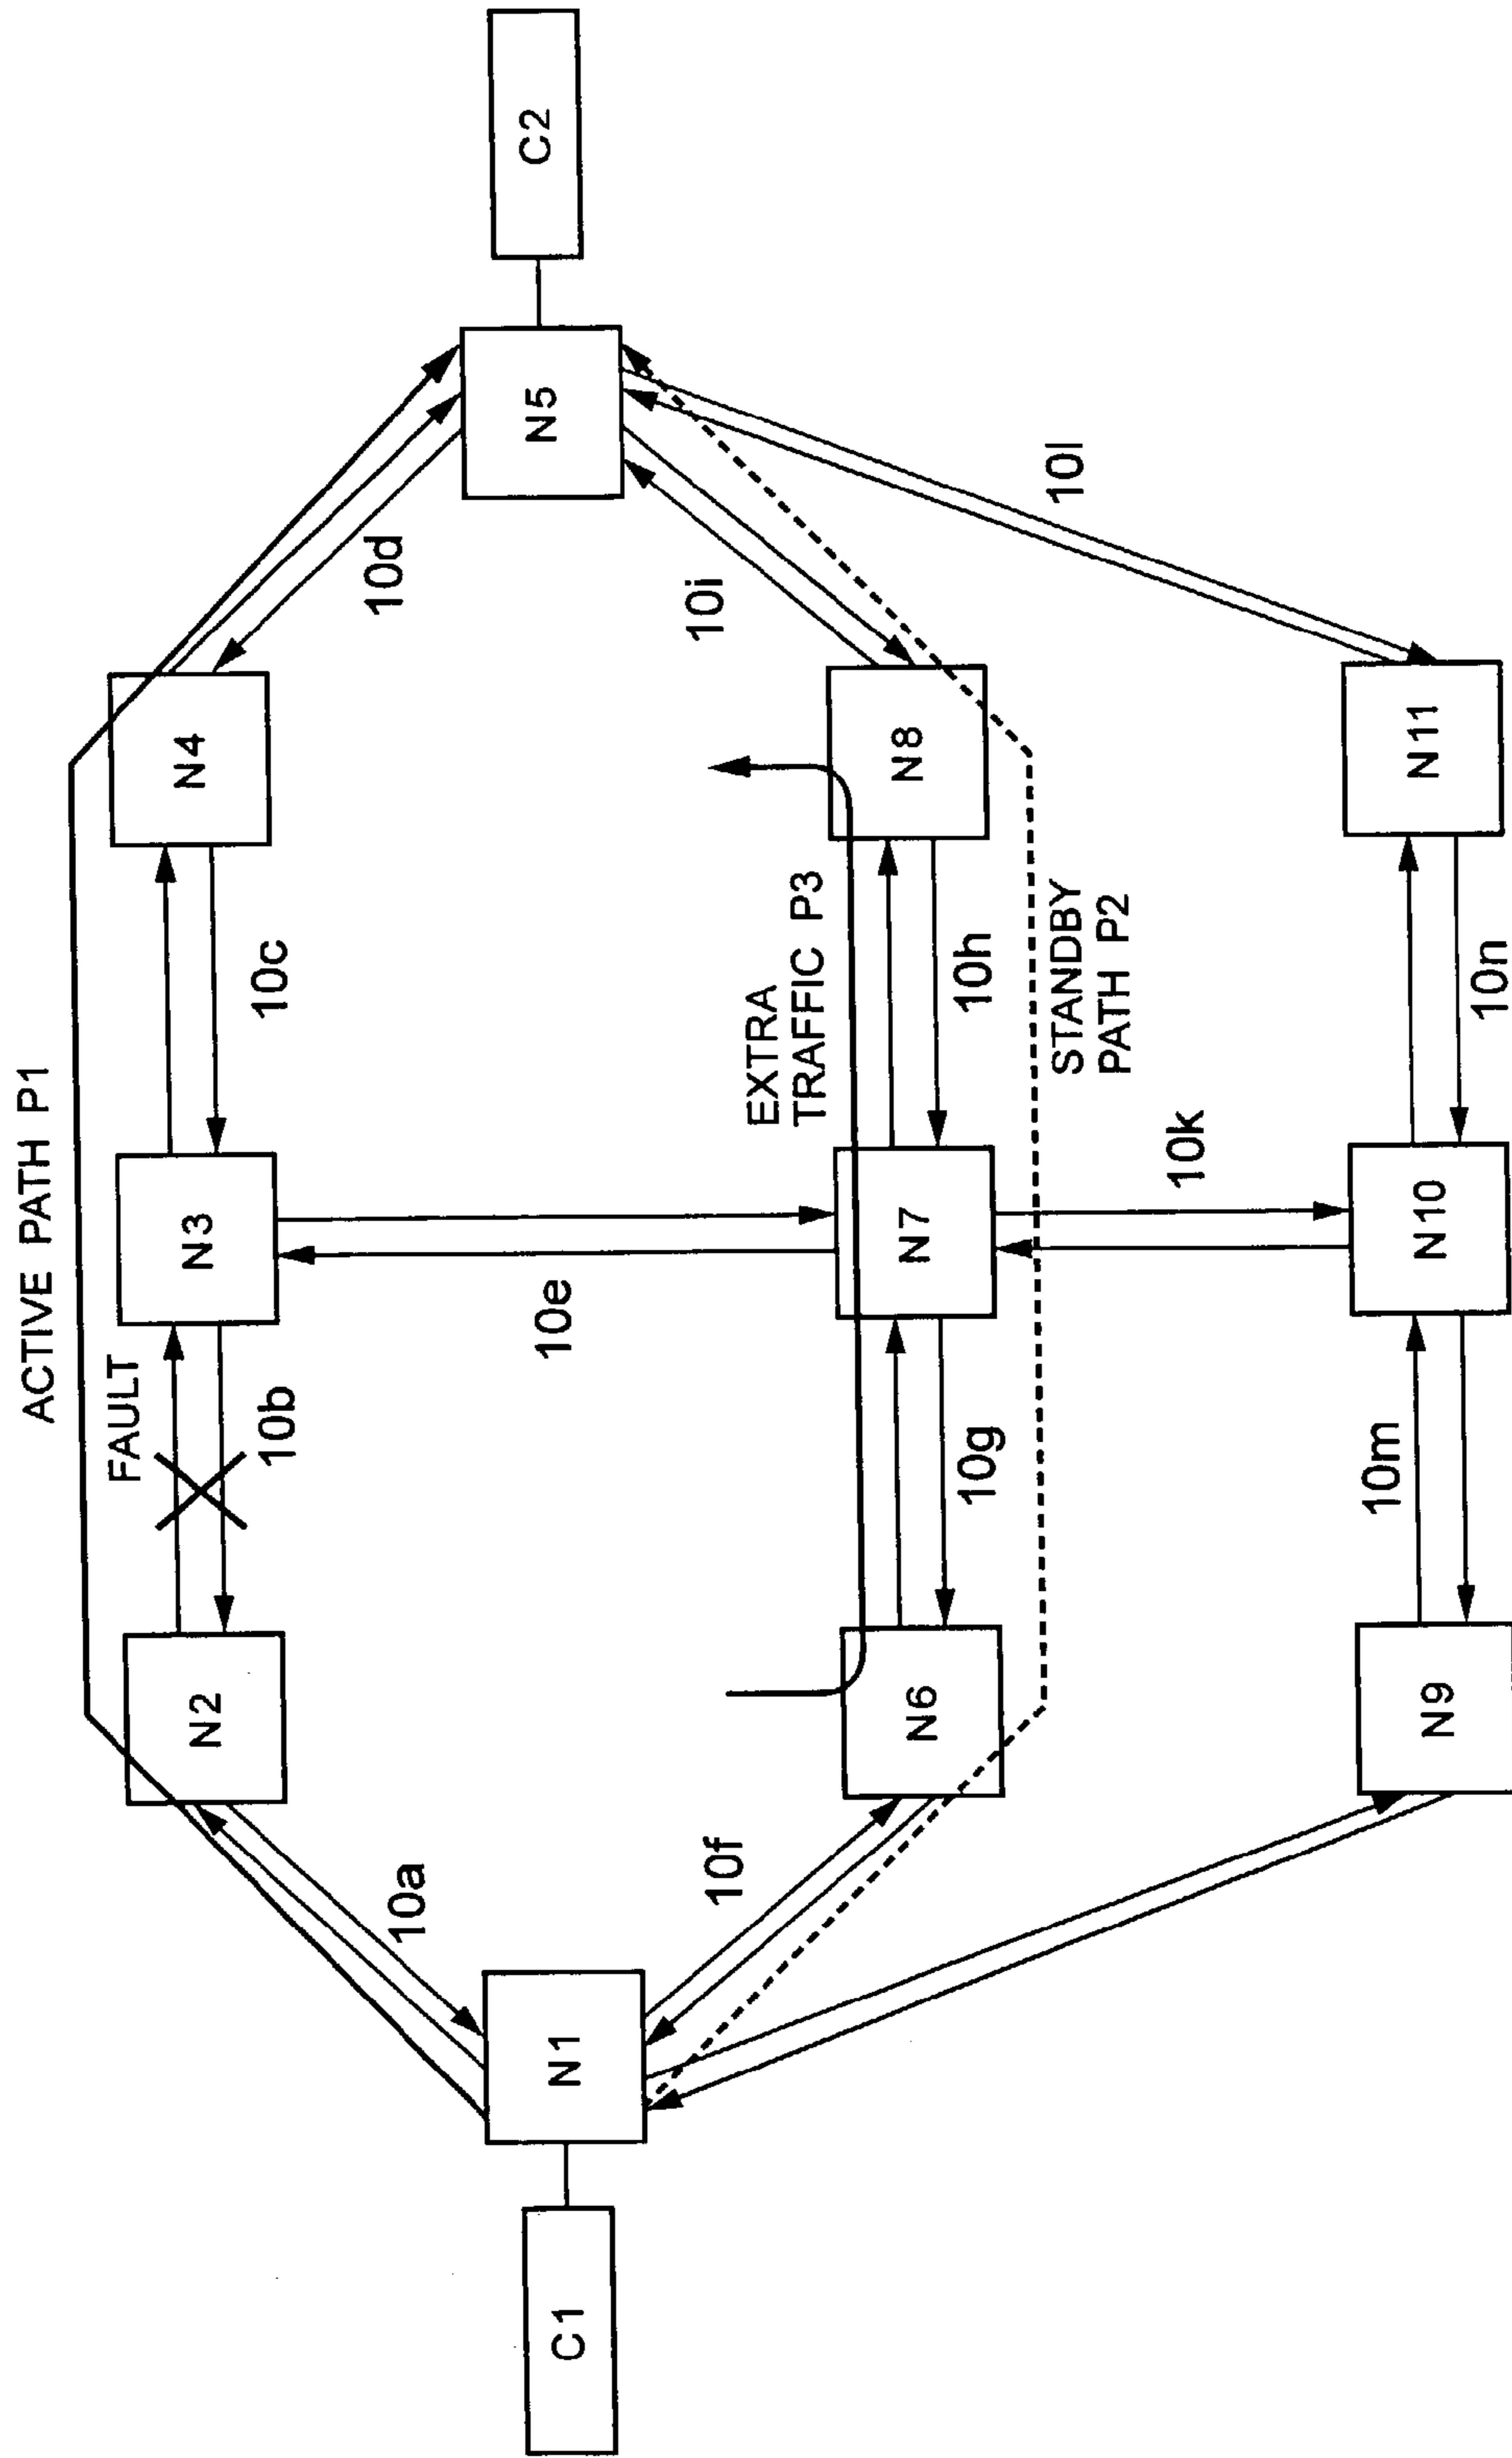 ACTIVE PATH P1
FAULT
N2
N3
N4
10b
10c
10a
10d
C1
N1
10e
N5
C2
EXTRA
TRAFFIC P3
10f
10i
N6
N7
N8
10g
10h
STANDBY
PATH P2
10k
10l
10m
N9
N10
N11
10n